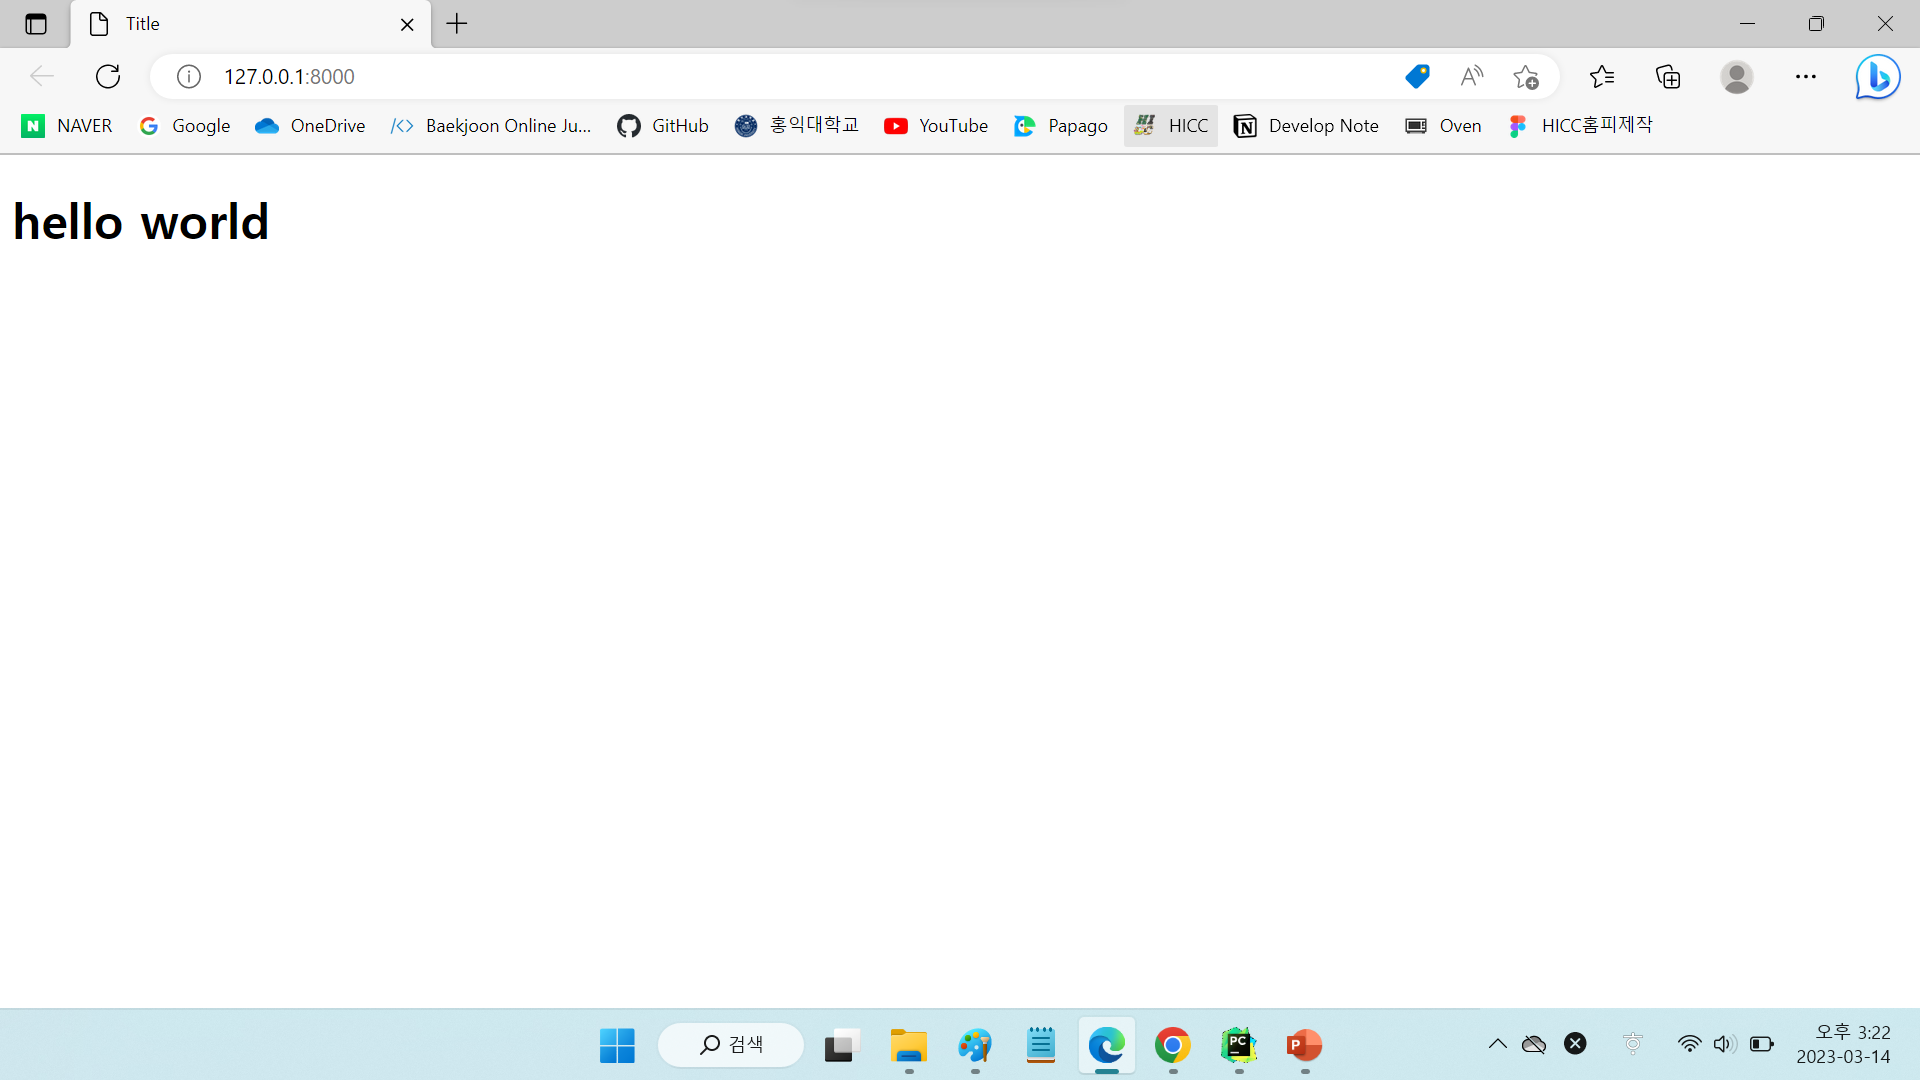 Title
127.0.0.1:8000
NAVER Google OneDrive Baekjoon Online Ju... GitHub 홍익대학교 YouTube Papago HICC Develop Note Oven HICC홈피제작
hello world
검색
오후 3:22
2023-03-14